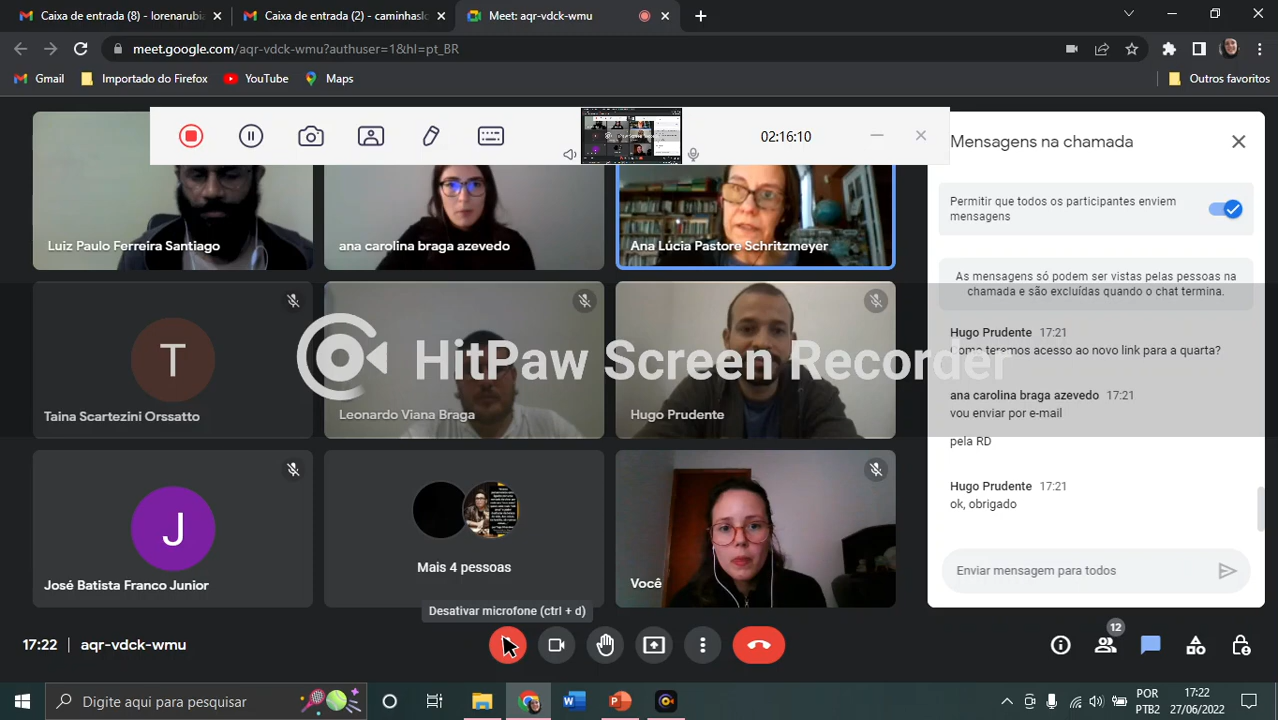 Caixa de entrada (8) - lorenarubia
Caixa de entrada (2) - caminhaslo
Meet: aqr-vdck-wmu
meet.google.com/aqr-vdck-wmu?authuser=1&hl=pt_BR
Gmail
Importado do Firefox
YouTube
Maps
Outros favoritos
02:16:10
Mensagens na chamada
Permitir que todos os participantes enviem
mensagens
As mensagens só podem ser vistas pelas pessoas na
chamada e são excluídas quando o chat termina.
Hugo Prudente 17:21
Como teremos acesso ao novo link para a quarta?
ana carolina braga azevedo 17:21
vou enviar por e-mail
pela RD
Hugo Prudente 17:21
ok, obrigado
Enviar mensagem para todos
Luiz Paulo Ferreira Santiago
ana carolina braga azevedo
Ana Lúcia Pastore Schritzmeyer
T
Taina Scartezini Orssatto
Leonardo Viana Braga
Hugo Prudente
HitPaw Screen Recorder
J
José Batista Franco Junior
Mais 4 pessoas
Você
Desativar microfone (ctrl + d)
17:22 | aqr-vdck-wmu
12
Digite aqui para pesquisar
POR
PTB2
17:22
27/06/2022